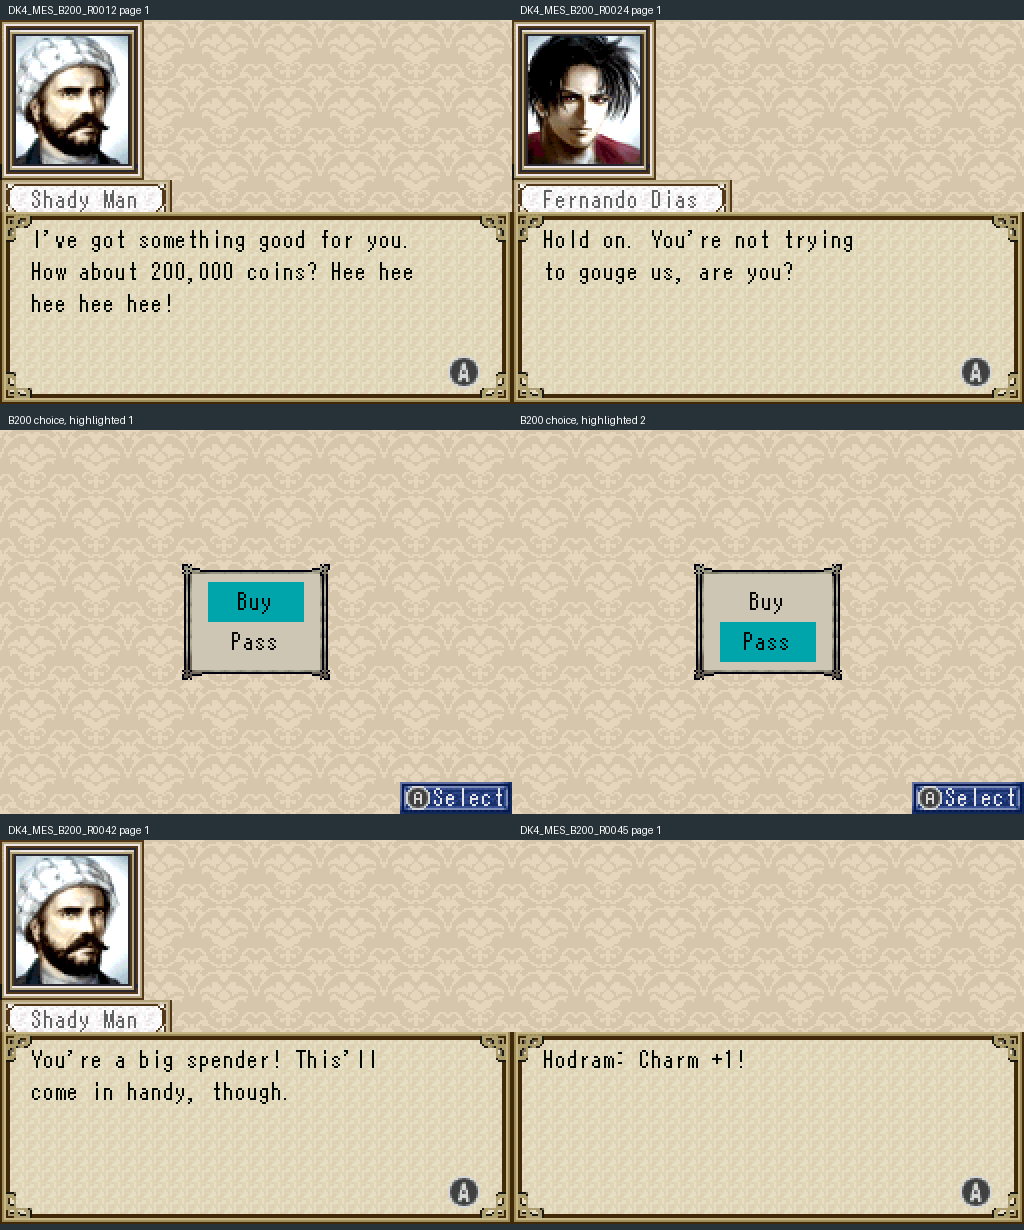 DK4_MES_B200_R0012 page 1
Shady Man
I've got something good for you.
How about 200,000 coins? Hee hee
hee hee hee!
A
DK4_MES_B200_R0024 page 1
Fernando Dias
Hold on. You're not trying
to gouge us, are you?
A
B200 choice, highlighted 1
Buy
Pass
A Select
B200 choice, highlighted 2
Buy
Pass
A Select
DK4_MES_B200_R0042 page 1
Shady Man
You're a big spender! This'll
come in handy, though.
A
DK4_MES_B200_R0045 page 1
Hodram: Charm +1!
A